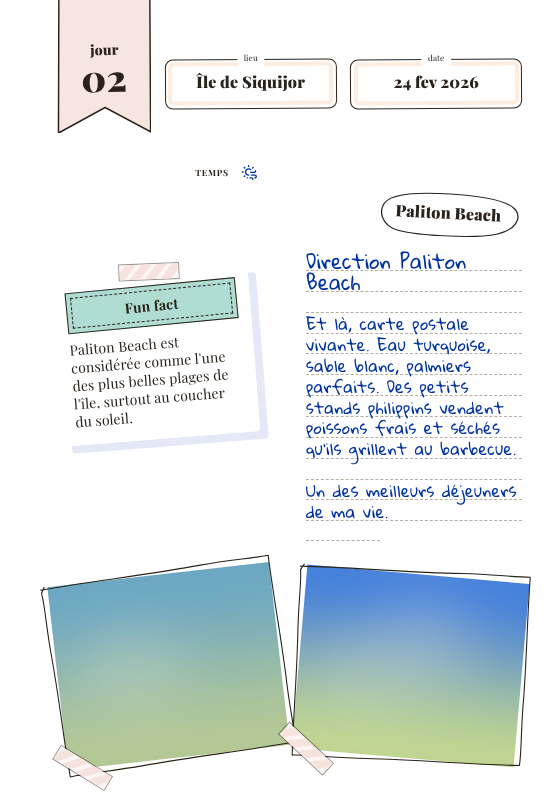 jour
02
lieu
Île de Siquijor
date
24 fev 2026
TEMPS
Paliton Beach
Direction Paliton
Beach
Et là, carte postale
vivante. Eau turquoise,
sable blanc, palmiers
parfaits. Des petits
stands philippins vendent
poissons frais et séchés
qu'ils grillent au barbecue.
Un des meilleurs déjeuners
de ma vie.
Fun fact
Paliton Beach est
considérée comme l'une
des plus belles plages de
l'île, surtout au coucher
du soleil.